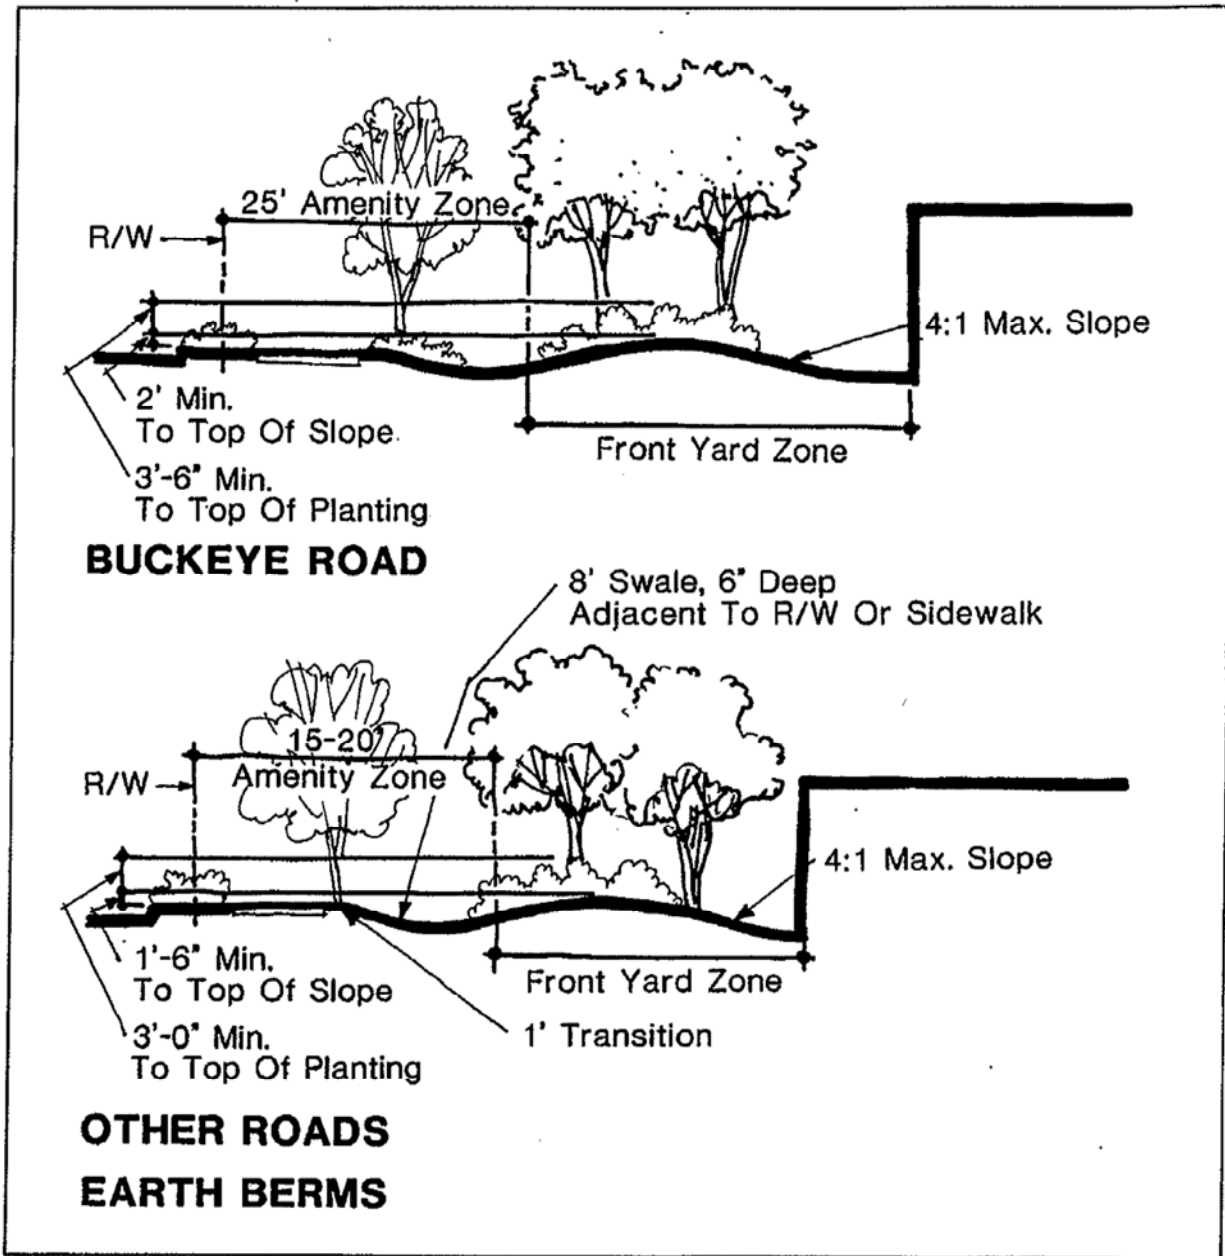 25' Amenity Zone
R/W
4:1 Max. Slope
2' Min.
To Top Of Slope
Front Yard Zone
3'-6" Min.
To Top Of Planting
BUCKEYE ROAD
8' Swale, 6" Deep
Adjacent To R/W Or Sidewalk
15-20'
Amenity Zone
R/W
4:1 Max. Slope
1'-6" Min.
To Top Of Slope
Front Yard Zone
3'-0" Min.
To Top Of Planting
1' Transition
OTHER ROADS
EARTH BERMS